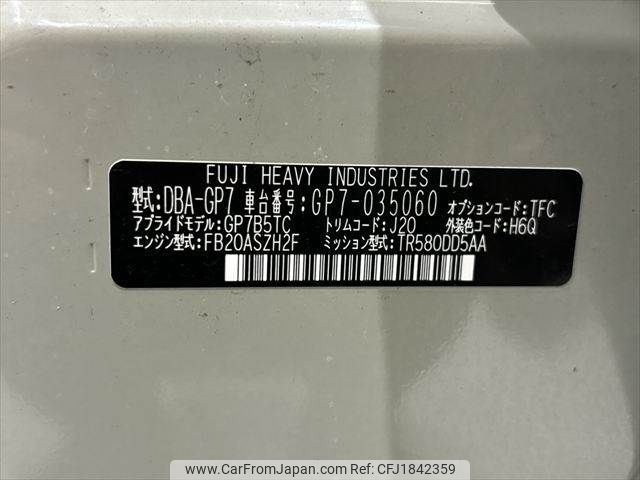 FUJI HEAVY INDUSTRIES LTD.
型式:DBA-GP7 車台番号:GP7-035060 オプションコード:TFC
アプライドモデル:GP7B5TC トリムコード:J20 外装色コード:H6Q
エンジン型式:FB20ASZH2F ミッション型式:TR580DD5AA
www.CarFromJapan.com ID: CFJ1842359